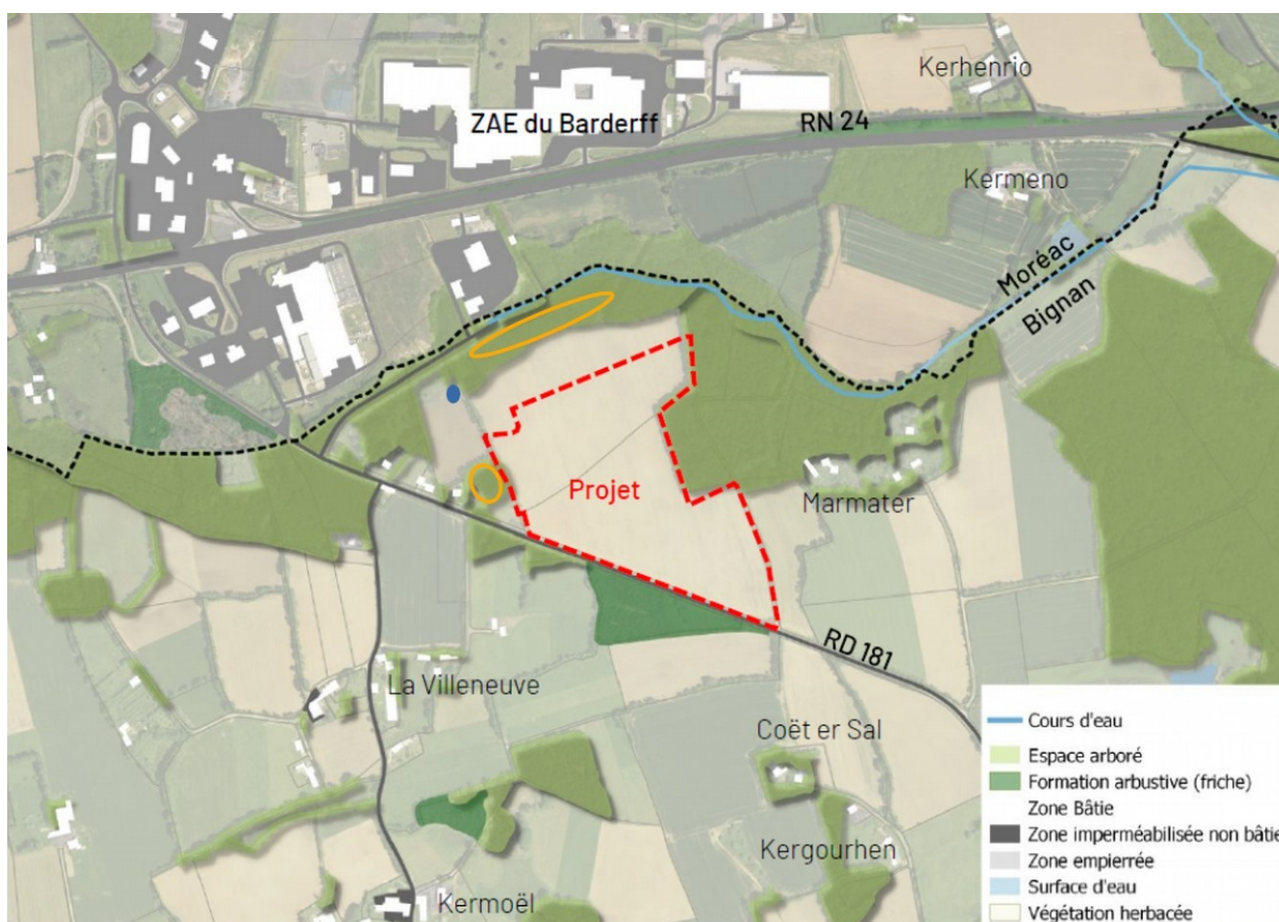 Kerhenrio
ZAE du Barderff
RN 24
Kermeno
Moréac
Bignan
Projet
Marmater
RD 181
La Villeneuve
Coët er Sal
Kergourhen
Kermoël
Cours d'eau
Espace arboré
Formation arbustive (friche)
Zone Bâtie
Zone imperméabilisée non bâtie
Zone empierrée
Surface d'eau
Végétation herbacée